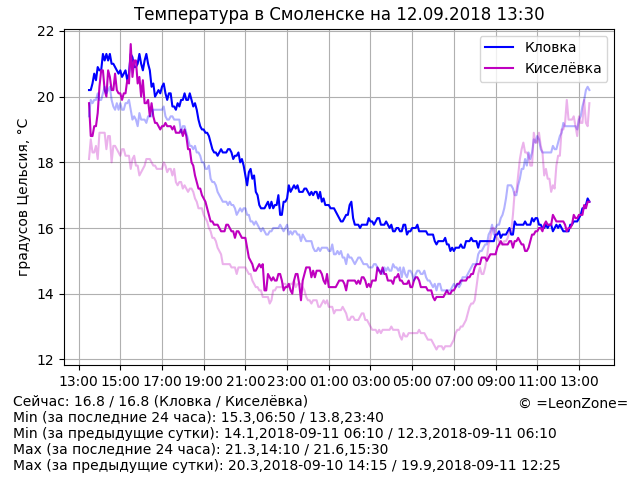 Температура в Смоленске на 12.09.2018 13:30
22
20
18
16
14
12
градусов Цельсия, °C
Кловка
Киселёвка
13:00 15:00 17:00 19:00 21:00 23:00 01:00 03:00 05:00 07:00 09:00 11:00 13:00
Сейчас: 16.8 / 16.8 (Кловка / Киселёвка)
© =LeonZone=
Min (за последние 24 часа): 15.3,06:50 / 13.8,23:40
Min (за предыдущие сутки): 14.1,2018-09-11 06:10 / 12.3,2018-09-11 06:10
Max (за последние 24 часа): 21.3,14:10 / 21.6,15:30
Max (за предыдущие сутки): 20.3,2018-09-10 14:15 / 19.9,2018-09-11 12:25